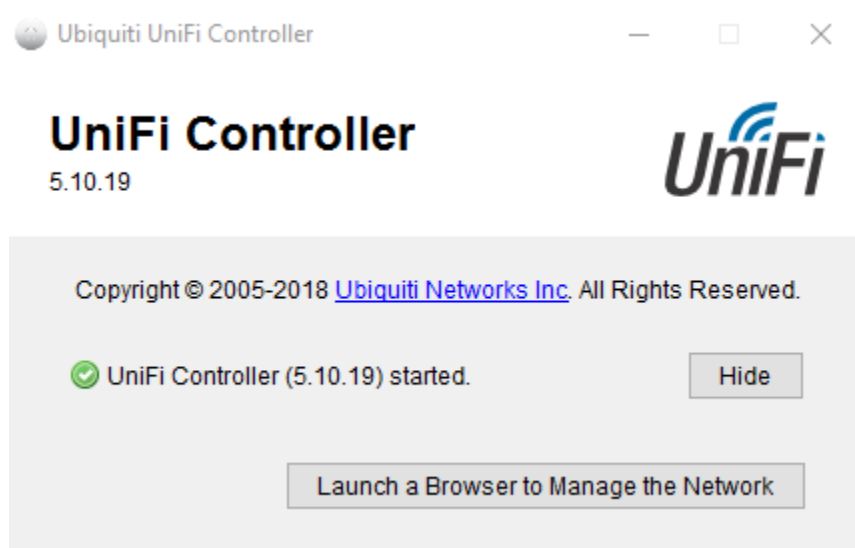 Ubiquiti UniFi Controller
UniFi Controller
5.10.19
UniFi
Copyright © 2005-2018 Ubiquiti Networks Inc. All Rights Reserved.
UniFi Controller (5.10.19) started.
Hide
Launch a Browser to Manage the Network